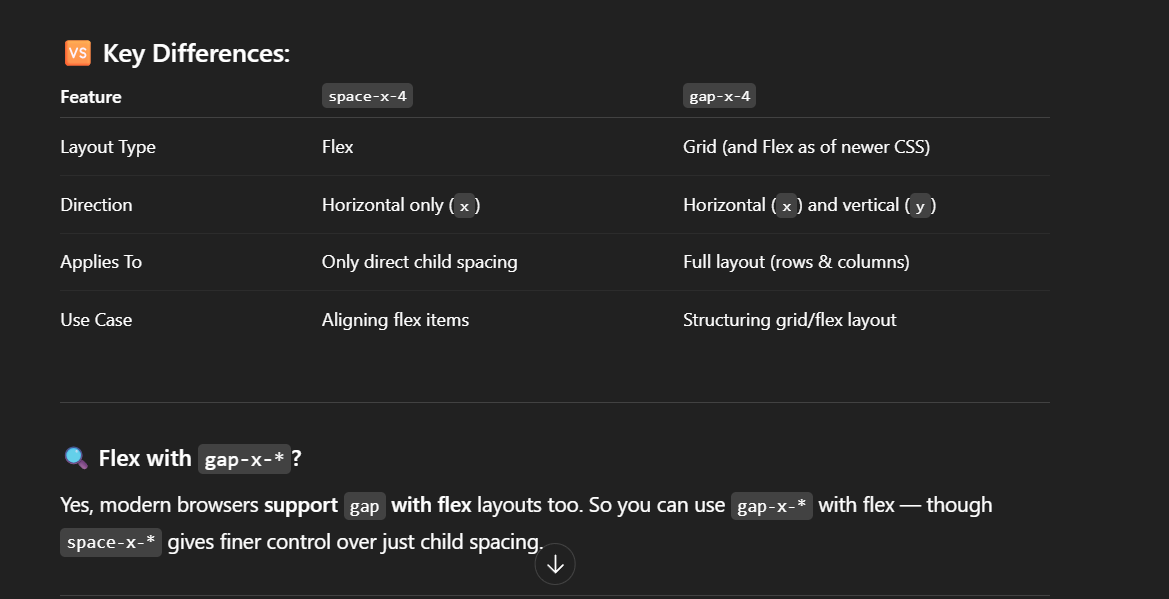 🆚 Key Differences:
Feature space-x-4 gap-x-4
Layout Type Flex Grid (and Flex as of newer CSS)
Direction Horizontal only (x) Horizontal (x) and vertical (y)
Applies To Only direct child spacing Full layout (rows & columns)
Use Case Aligning flex items Structuring grid/flex layout
🔍 Flex with gap-x-*?
Yes, modern browsers support gap with flex layouts too. So you can use gap-x-* with flex — though
space-x-* gives finer control over just child spacing.